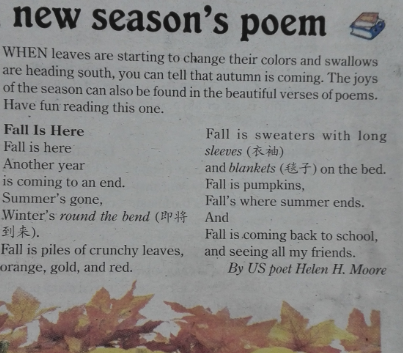 new season's poem
WHEN leaves are starting to change their colors and swallows
are heading south, you can tell that autumn is coming. The joys
of the season can also be found in the beautiful verses of poems.
Have fun reading this one.
Fall Is Here
Fall is here
Another year
is coming to an end.
Summer's gone,
Winter's round the bend (即将
到来).
Fall is piles of crunchy leaves,
orange, gold, and red.
Fall is sweaters with long
sleeves (衣袖)
and blankets (毯子) on the bed.
Fall is pumpkins,
Fall's where summer ends.
And
Fall is coming back to school,
and seeing all my friends.
By US poet Helen H. Moore